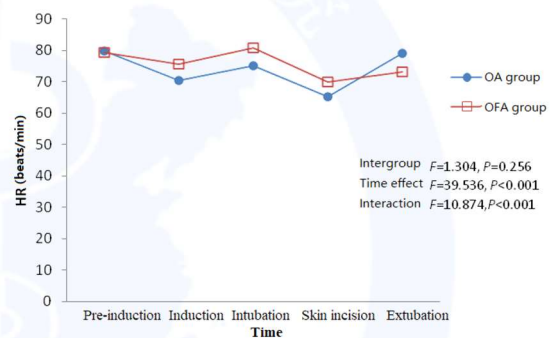 90
80
70
60
50
40
30
20
10
0
HR (beats/min)
OA group
OFA group
Intergroup F=1.304, P=0.256
Time effect F=39.536, P<0.001
Interaction F=10.874,P<0.001
Pre-induction Induction Intubation Skin incision Extubation
Time